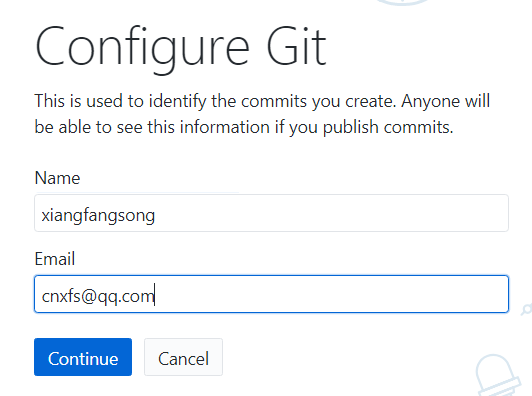 Configure Git
This is used to identify the commits you create. Anyone will
be able to see this information if you publish commits.
Name
xiangfangsong
Email
cnxfs@qq.com
Continue Cancel